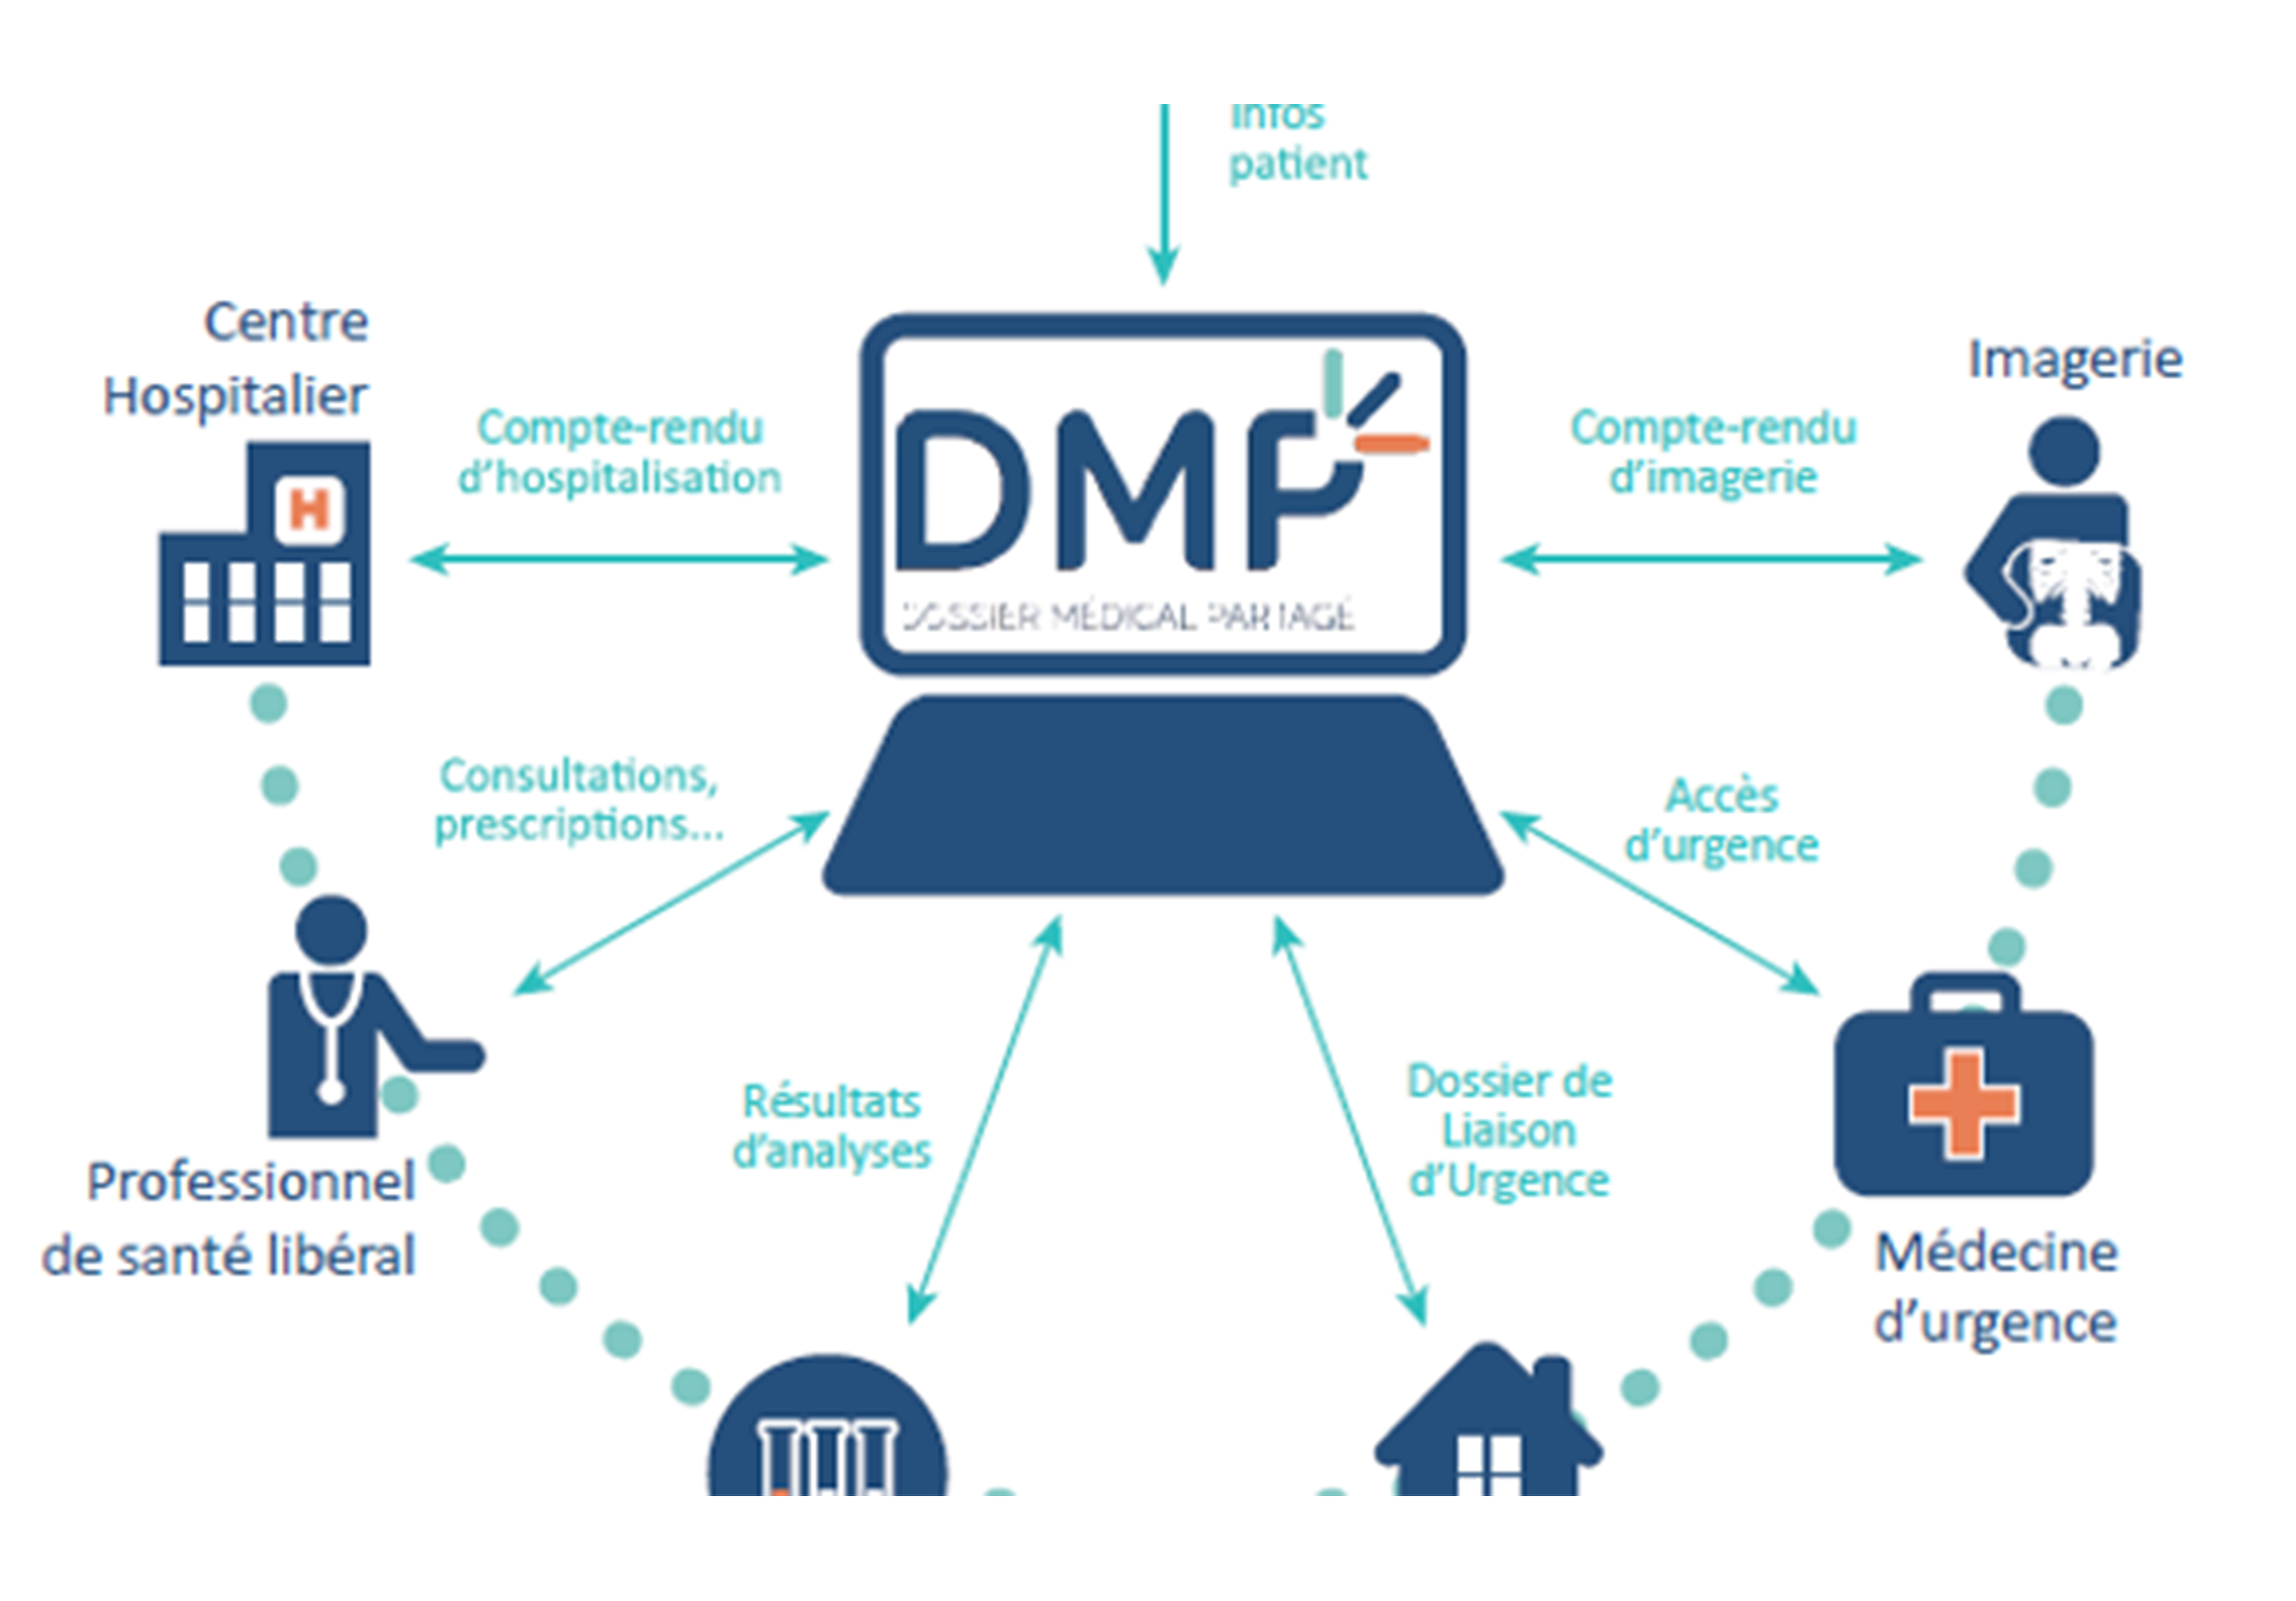 Infos
patient
Centre
Hospitalier
Compte-rendu
d'hospitalisation
H
DMP
DOSSIER MÉDICAL PARTAGÉ
Compte-rendu
d'imagerie
Imagerie
Consultations,
prescriptions...
Accès
d'urgence
Résultats
d'analyses
Dossier de
Liaison
d'Urgence
Professionnel
de santé libéral
Médecine
d'urgence